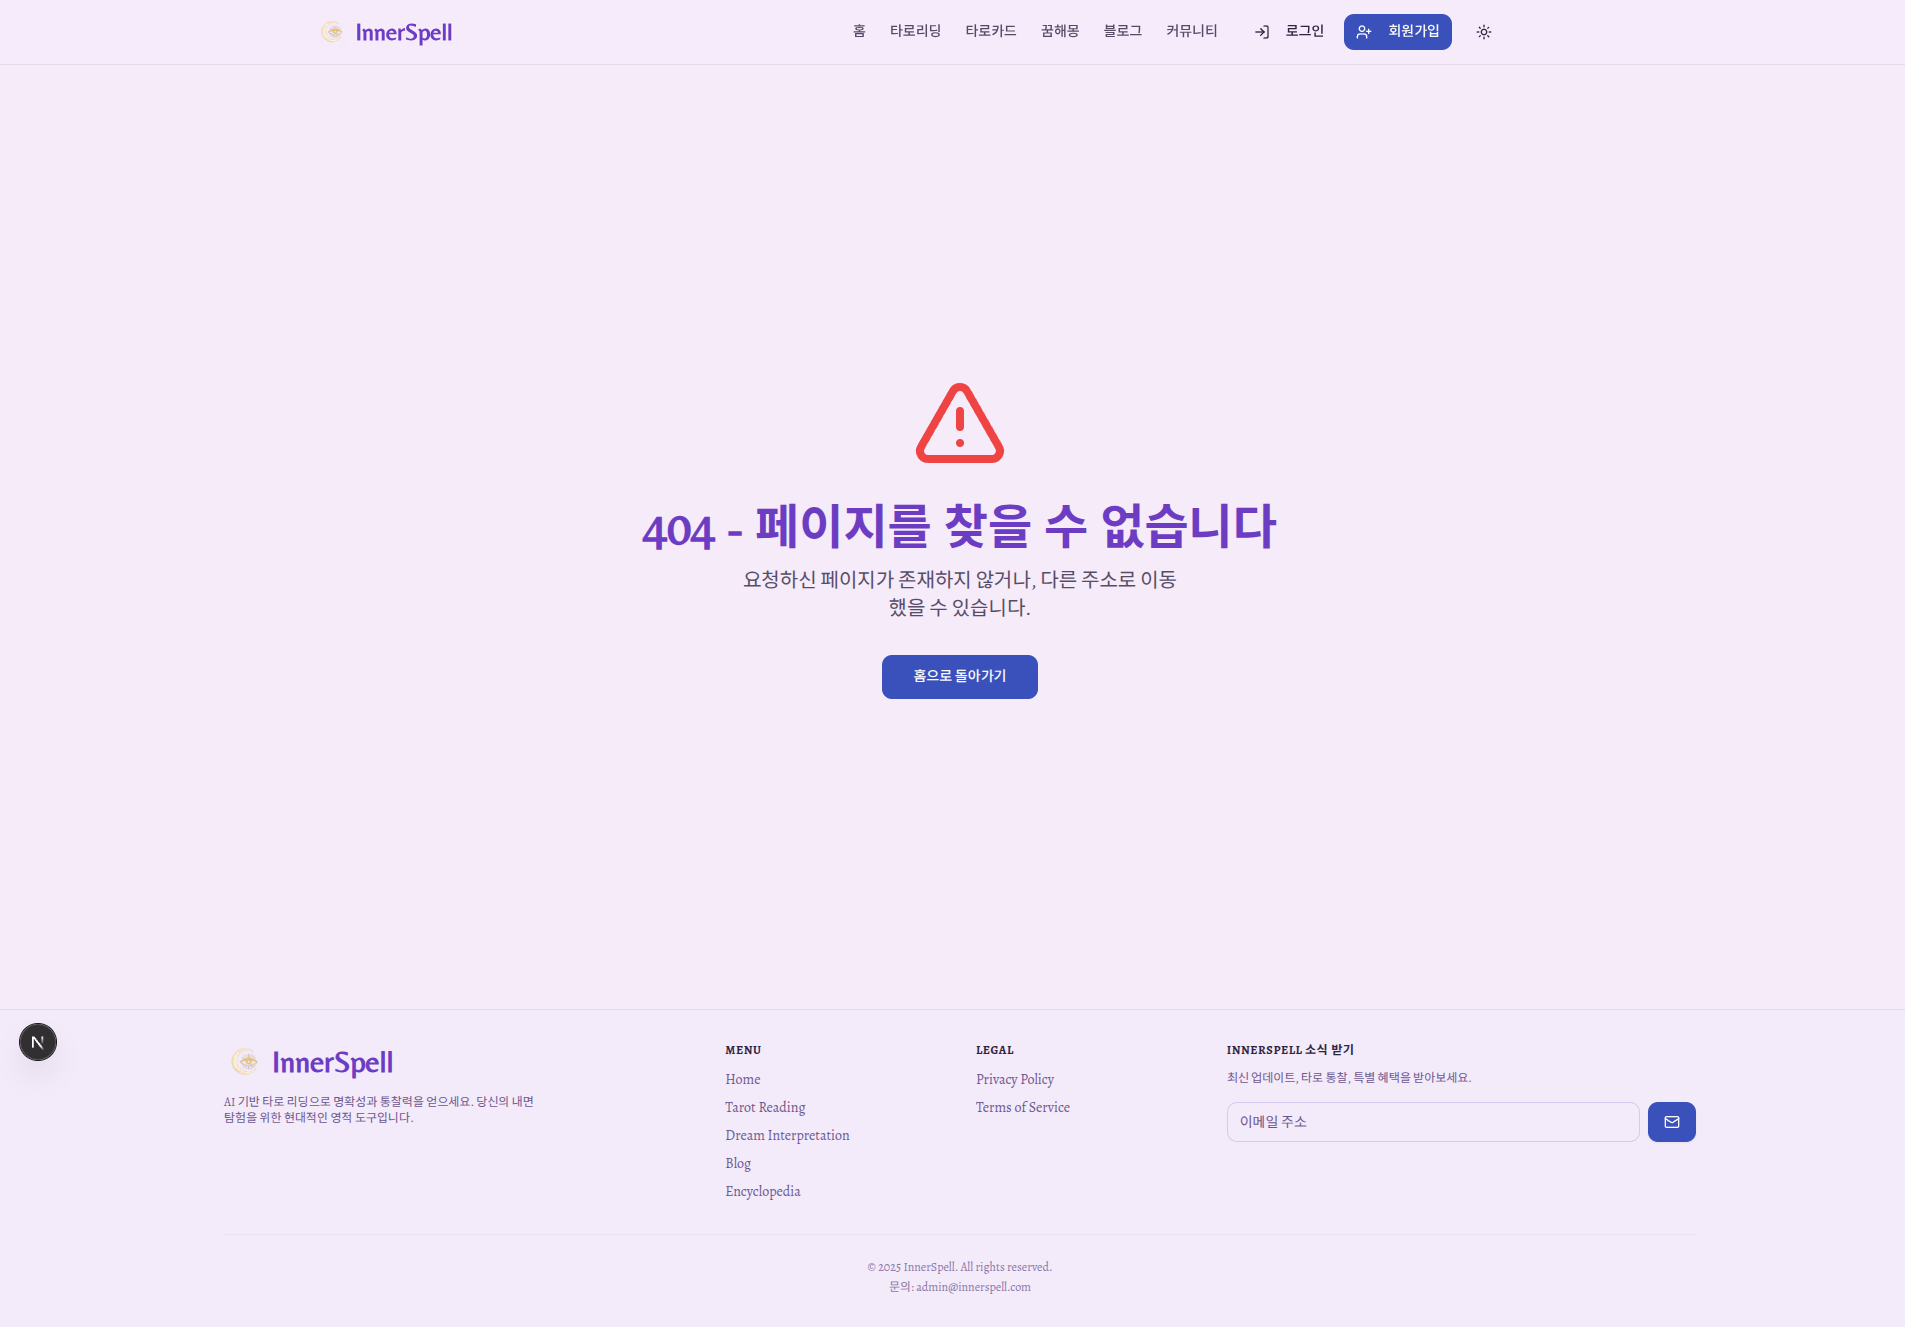 InnerSpell
홈 타로리딩 타로카드 꿈해몽 블로그 커뮤니티 로그인 회원가입
404 - 페이지를 찾을 수 없습니다
요청하신 페이지가 존재하지 않거나, 다른 주소로 이동
했을 수 있습니다.
홈으로 돌아가기
N
InnerSpell
AI 기반 타로 리딩으로 명확성과 통찰력을 얻으세요. 당신의 내면
탐험을 위한 현대적인 영적 도구입니다.
MENU
Home
Tarot Reading
Dream Interpretation
Blog
Encyclopedia
LEGAL
Privacy Policy
Terms of Service
INNERSPELL 소식 받기
최신 업데이트, 타로 통찰, 특별 혜택을 받아보세요.
이메일 주소
© 2025 InnerSpell. All rights reserved.
문의: admin@innerspell.com